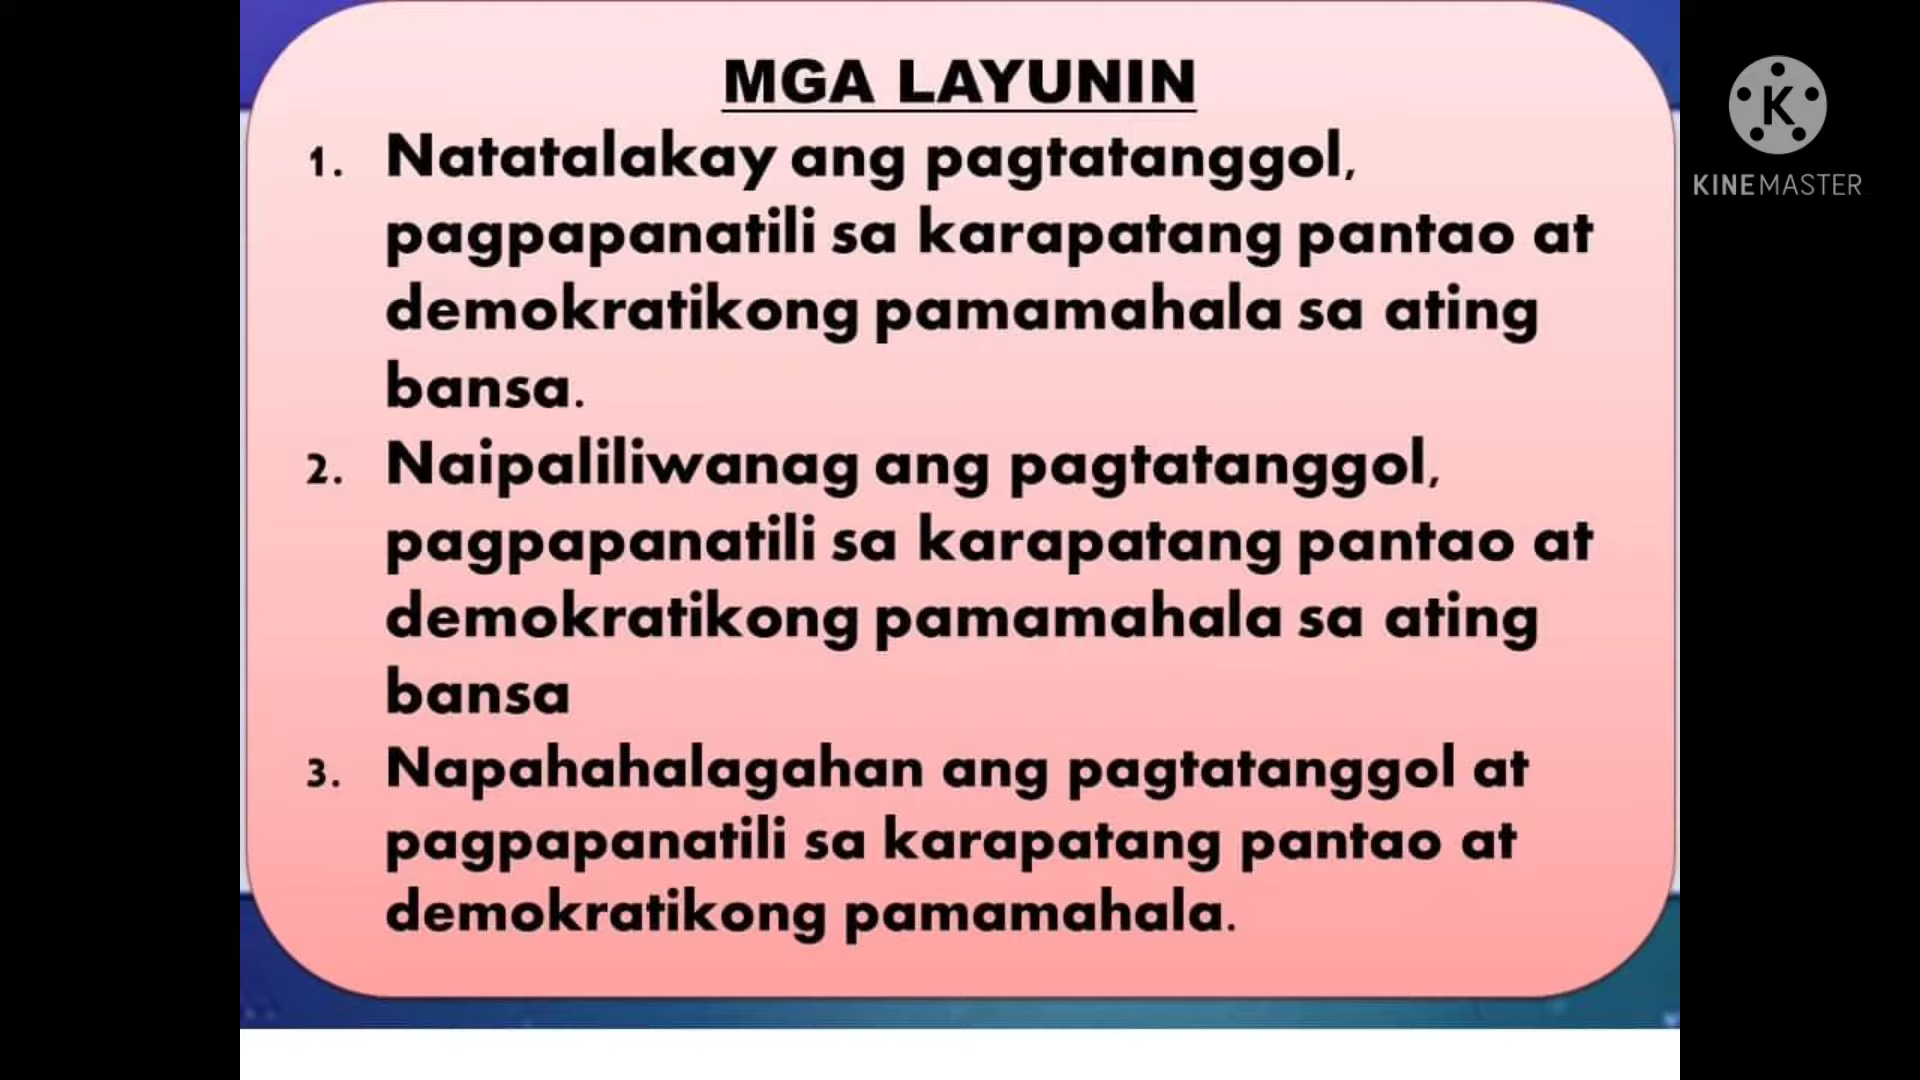 MGA LAYUNIN
1. Natatalakay ang pagtatanggol,
pagpapanatili sa karapatang pantao at
demokratikong pamamahala sa ating
bansa.
2. Naipaliliwanag ang pagtatanggol,
pagpapanatili sa karapatang pantao at
demokratikong pamamahala sa ating
bansa
3. Napahahalagahan ang pagtatanggol at
pagpapanatili sa karapatang pantao at
demokratikong pamamahala.
K
KINEMASTER